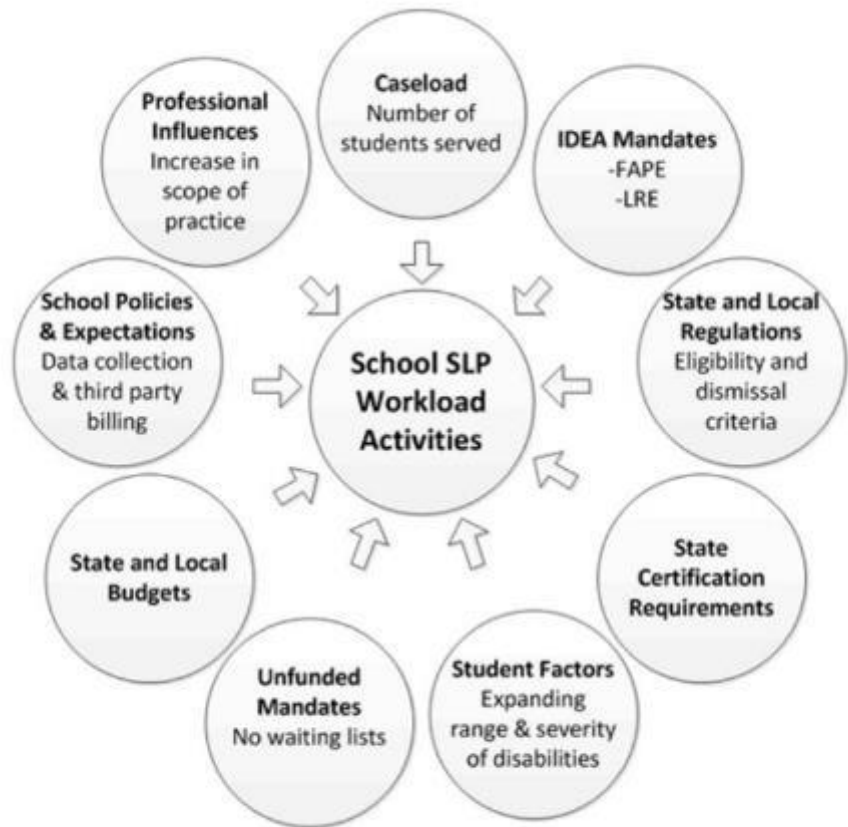 Caseload
Number of
students served
IDEA Mandates
-FAPE
-LRE
State and Local
Regulations
Eligibility and
dismissal
criteria
State
Certification
Requirements
Student Factors
Expanding
range & severity
of disabilities
Unfunded
Mandates
No waiting lists
State and Local
Budgets
School Policies
& Expectations
Data collection
& third party
billing
Professional
Influences
Increase in
scope of
practice
School SLP
Workload
Activities